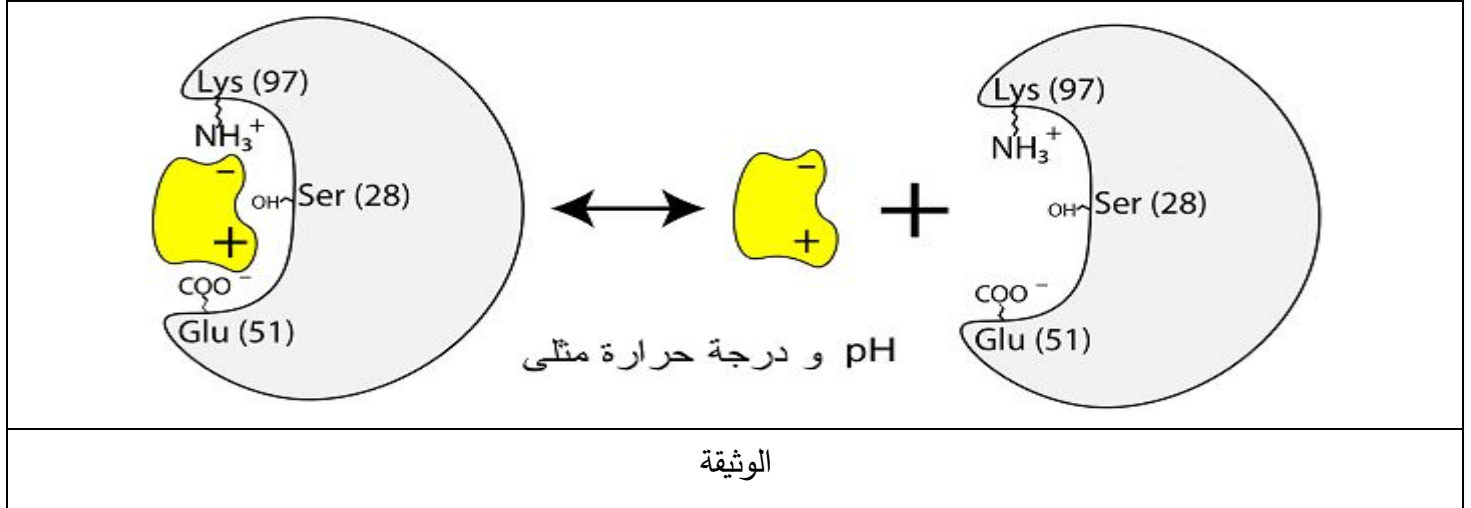 Lys (97)
NH₃⁺
−
OH
Ser (28)
+
COO⁻
Glu (51)
−
+
+
Lys (97)
NH₃⁺
OH
Ser (28)
COO⁻
Glu (51)
pH و درجة حرارة مثلى
الوثيقة